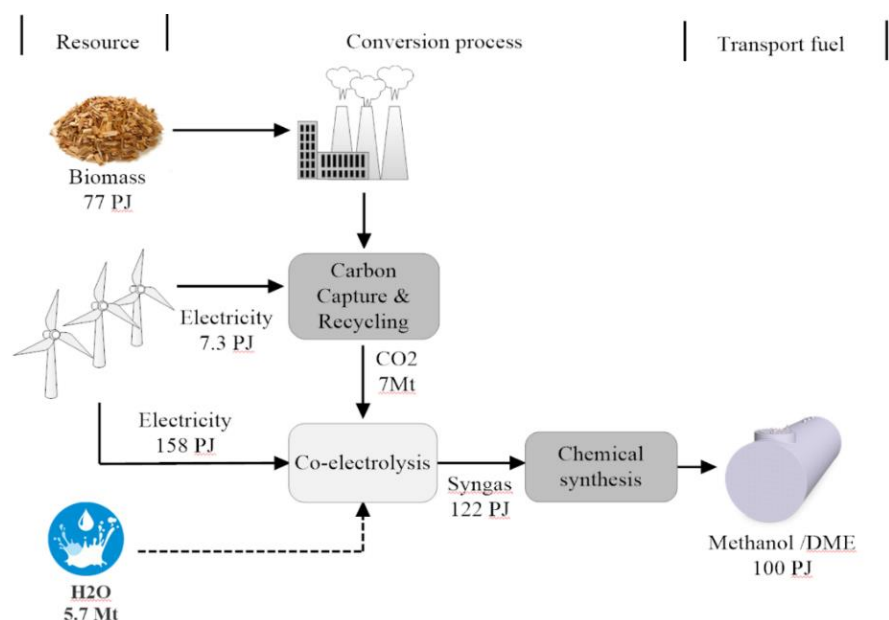 Resource
Conversion process
Transport fuel
Biomass
77 PJ
Electricity
7.3 PJ
Carbon
Capture &
Recycling
CO2
7Mt
Electricity
158 PJ
Co-electrolysis
Syngas
122 PJ
Chemical
synthesis
Methanol /DME
100 PJ
H2O
5.7 Mt